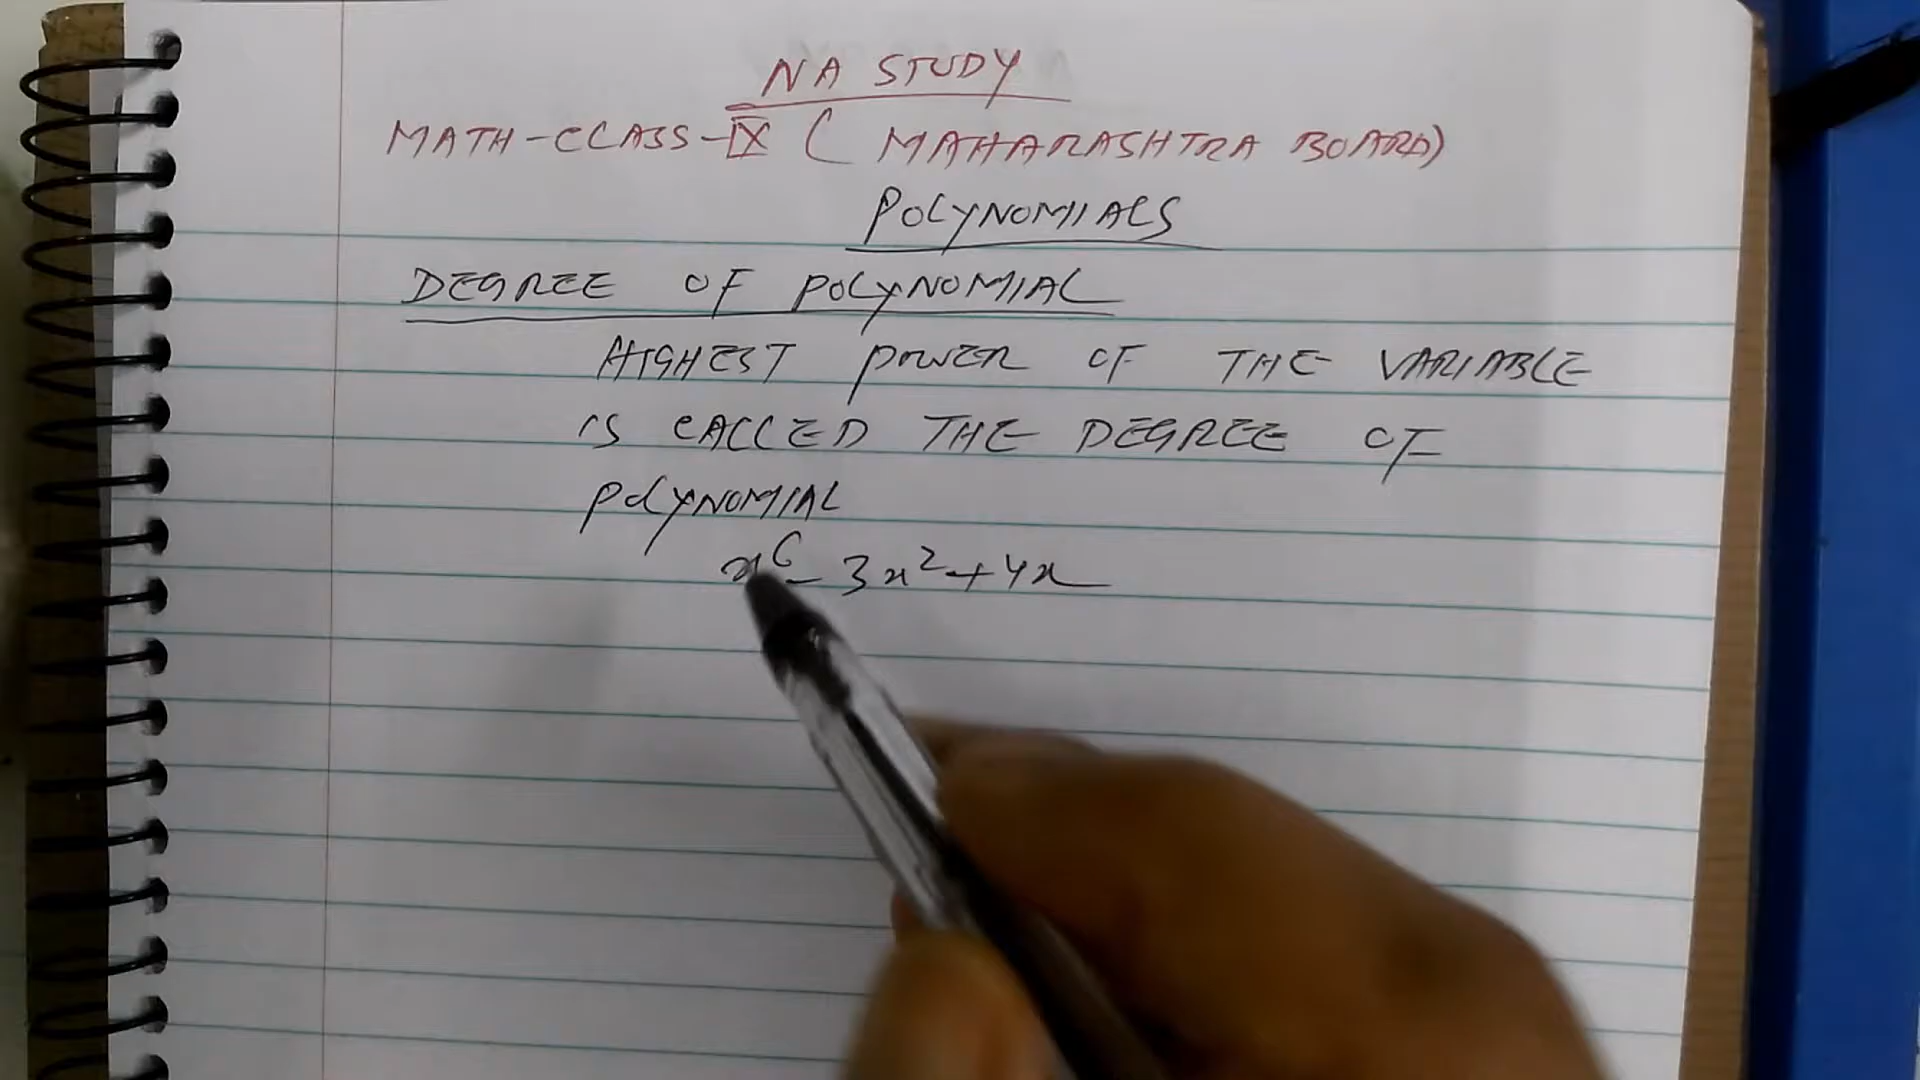 NA STUDY
MATH-CLASS-IX (MAHARASHTRA BOARD)
POLYNOMIALS
DEGREE OF POLYNOMIAL
HIGHEST POWER OF THE VARIABLE
IS CALLED THE DEGREE OF
POLYNOMIAL
x⁶ - 3x² + 4x